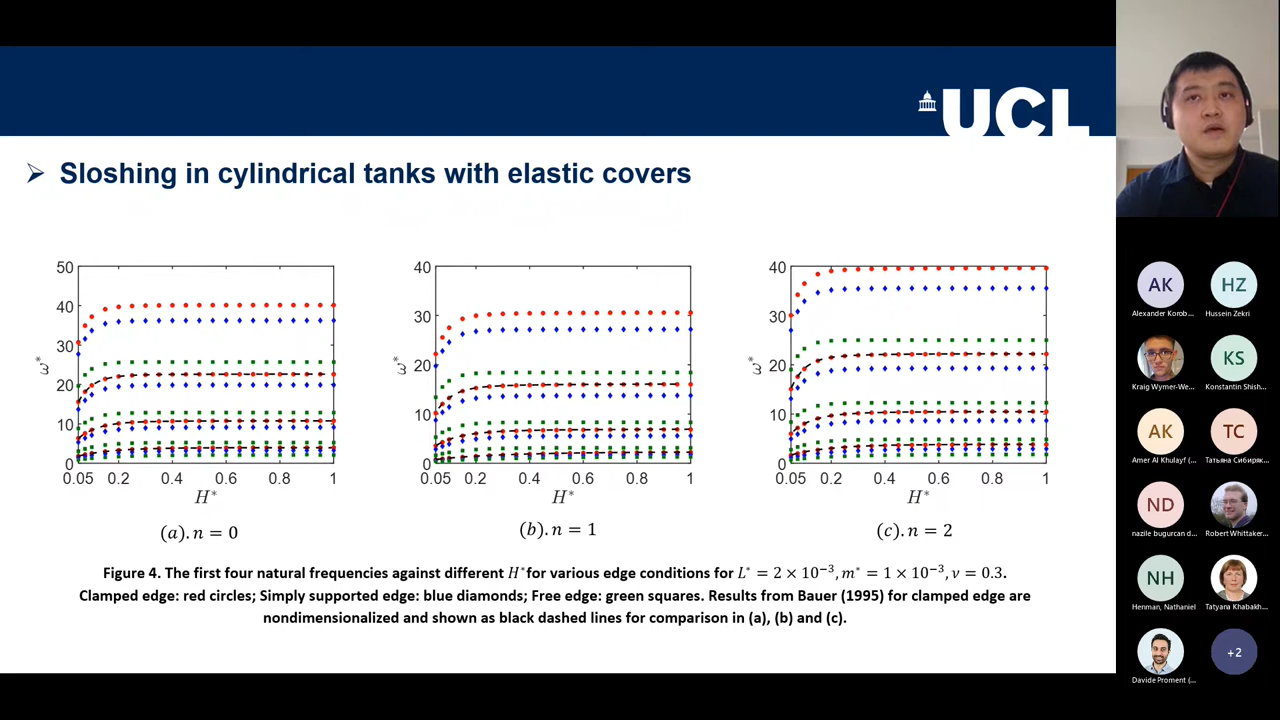 UCL
➢ Sloshing in cylindrical tanks with elastic covers
50
40
30
20
10
0
ω*
0.05 0.2 0.4 0.6 0.8 1
H*
(a). n = 0
40
30
20
10
0
ω*
0.05 0.2 0.4 0.6 0.8 1
H*
(b). n = 1
40
30
20
10
0
ω*
0.05 0.2 0.4 0.6 0.8 1
H*
(c). n = 2
Figure 4. The first four natural frequencies against different H* for various edge conditions for L* = 2 × 10⁻³, m* = 1 × 10⁻³, ν = 0.3.
Clamped edge: red circles; Simply supported edge: blue diamonds; Free edge: green squares. Results from Bauer (1995) for clamped edge are
nondimensionalized and shown as black dashed lines for comparison in (a), (b) and (c).
AK
Alexander Korob...
HZ
Hussein Zekri
Kraig Wymer-We...
KS
Konstantin Shish...
AK
Amer Al Khulayf (...
TC
Татьяна Сибиряк...
ND
nazile bugurcan d...
Robert Whittaker...
NH
Henman, Nathaniel
Tatyana Khabakh...
Davide Proment (...
+2